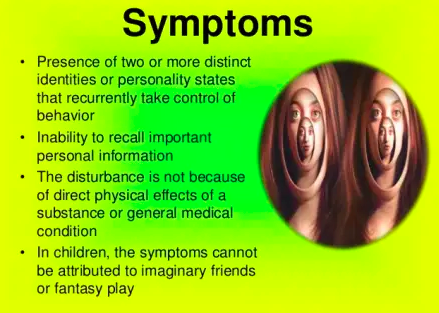 Symptoms
• Presence of two or more distinct
identities or personality states
that recurrently take control of
behavior
• Inability to recall important
personal information
• The disturbance is not because
of direct physical effects of a
substance or general medical
condition
• In children, the symptoms cannot
be attributed to imaginary friends
or fantasy play